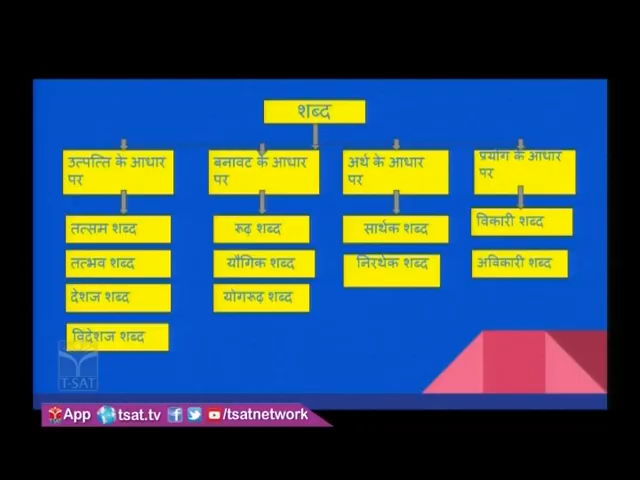 शब्द
उत्पत्ति के आधार
पर
बनावट के आधार
पर
अर्थ के आधार
पर
प्रयोग के आधार
पर
तत्सम शब्द
तत्भव शब्द
देशज शब्द
विदेशज शब्द
रूढ़ शब्द
यौगिक शब्द
योगरूढ़ शब्द
सार्थक शब्द
निरर्थक शब्द
विकारी शब्द
अविकारी शब्द
T-SAT
App tsat.tv /tsatnetwork